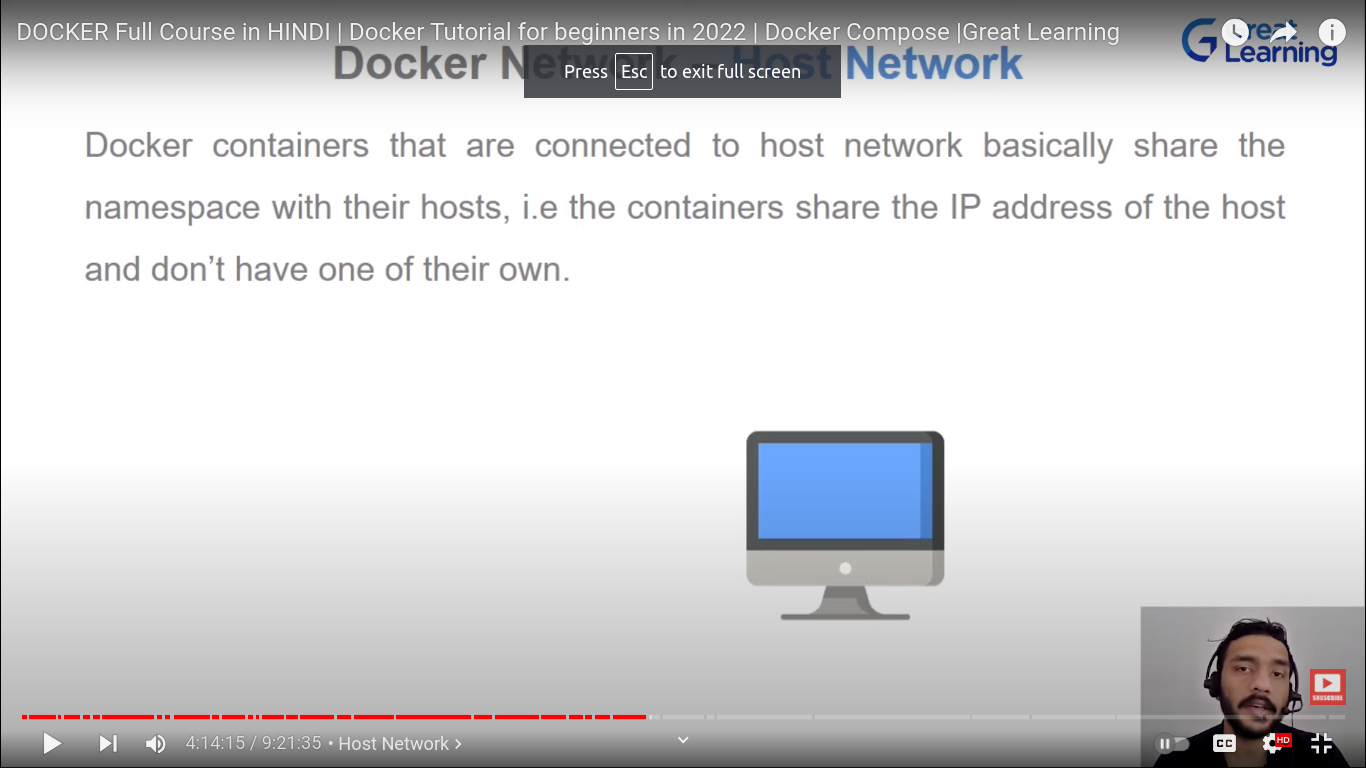 DOCKER Full Course in HINDI | Docker Tutorial for beginners in 2022 | Docker Compose |Great Learning
Great
Learning
Docker Network - Host Network
Press Esc to exit full screen
Docker containers that are connected to host network basically share the
namespace with their hosts, i.e the containers share the IP address of the host
and don’t have one of their own.
SUBSCRIBE
4:14:15 / 9:21:35 • Host Network
CC
HD